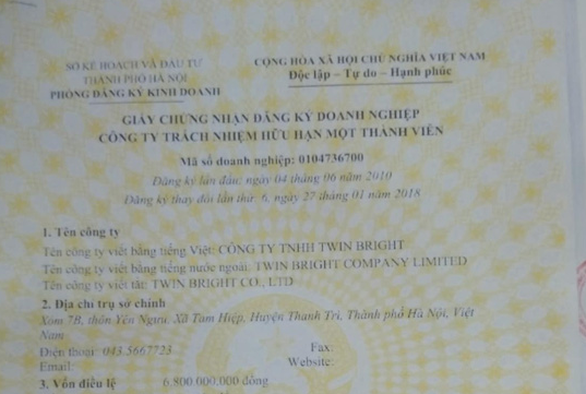 SỞ KẾ HOẠCH VÀ ĐẦU TƯ
THÀNH PHỐ HÀ NỘI
PHÒNG ĐĂNG KÝ KINH DOANH
CỘNG HÒA XÃ HỘI CHỦ NGHĨA VIỆT NAM
Độc lập – Tự do – Hạnh phúc
GIẤY CHỨNG NHẬN ĐĂNG KÝ DOANH NGHIỆP
CÔNG TY TRÁCH NHIỆM HỮU HẠN MỘT THÀNH VIÊN
Mã số doanh nghiệp: 0104736700
Đăng ký lần đầu: ngày 04 tháng 06 năm 2010
Đăng ký thay đổi lần thứ: 6, ngày 27 tháng 01 năm 2018
1. Tên công ty
Tên công ty viết bằng tiếng Việt: CÔNG TY TNHH TWIN BRIGHT
Tên công ty viết bằng tiếng nước ngoài: TWIN BRIGHT COMPANY LIMITED
Tên công ty viết tắt: TWIN BRIGHT CO., LTD
2. Địa chỉ trụ sở chính
Xóm 7B, thôn Yên Ngưu, Xã Tam Hiệp, Huyện Thanh Trì, Thành phố Hà Nội, Việt
Nam
Điện thoại: 043.5667723 Fax:
Email: Website:
3. Vốn điều lệ 6.800.000.000 đồng